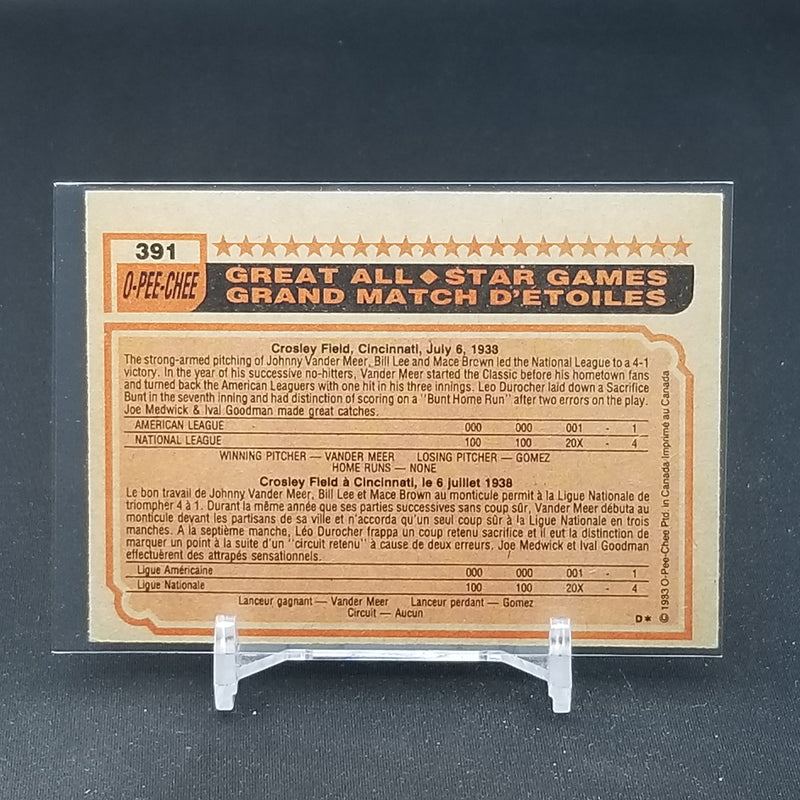 391
O-PEE-CHEE
GREAT ALL◆STAR GAMES
GRAND MATCH D'ÉTOILES
Crosley Field, Cincinnati, July 6, 1938
The strong-armed pitching of Johnny Vander Meer, Bill Lee and Mace Brown led the National League to a 4-1
victory. In the year of his successive no-hitters, Vander Meer started the Classic before his hometown fans
and turned back the American Leaguers with one hit in his three innings. Leo Durocher laid down a Sacrifice
Bunt in the seventh inning and had distinction of scoring on a "Bunt Home Run" after two errors on the play.
Joe Medwick & Ival Goodman made great catches.
AMERICAN LEAGUE 000 000 001 - 1
NATIONAL LEAGUE 100 100 20X - 4
WINNING PITCHER — VANDER MEER LOSING PITCHER — GOMEZ
HOME RUNS — NONE
Crosley Field à Cincinnati, le 6 juillet 1938
Le bon travail de Johnny Vander Meer, Bill Lee et Mace Brown au monticule permit à la Ligue Nationale de
triompher 4 à 1. Durant la même année que ses parties successives sans coup sûr, Vander Meer débuta au
monticule devant les partisans de sa ville et n'accorda qu'un seul coup sûr à la Ligue Nationale en trois
manches. A la septième manche, Léo Durocher frappa un coup retenu sacrifice et il eut la distinction de
marquer un point à la suite d'un "circuit retenu" à cause de deux erreurs. Joe Medwick et Ival Goodman
effectuèrent des attrapés sensationnels.
Ligue Américaine 000 000 001 - 1
Ligue Nationale 100 100 20X - 4
Lanceur gagnant — Vander Meer Lanceur perdant — Gomez
Circuit — Aucun
D*
© 1983 O-Pee-Chee Ptd. in Canada Imprimé au Canada